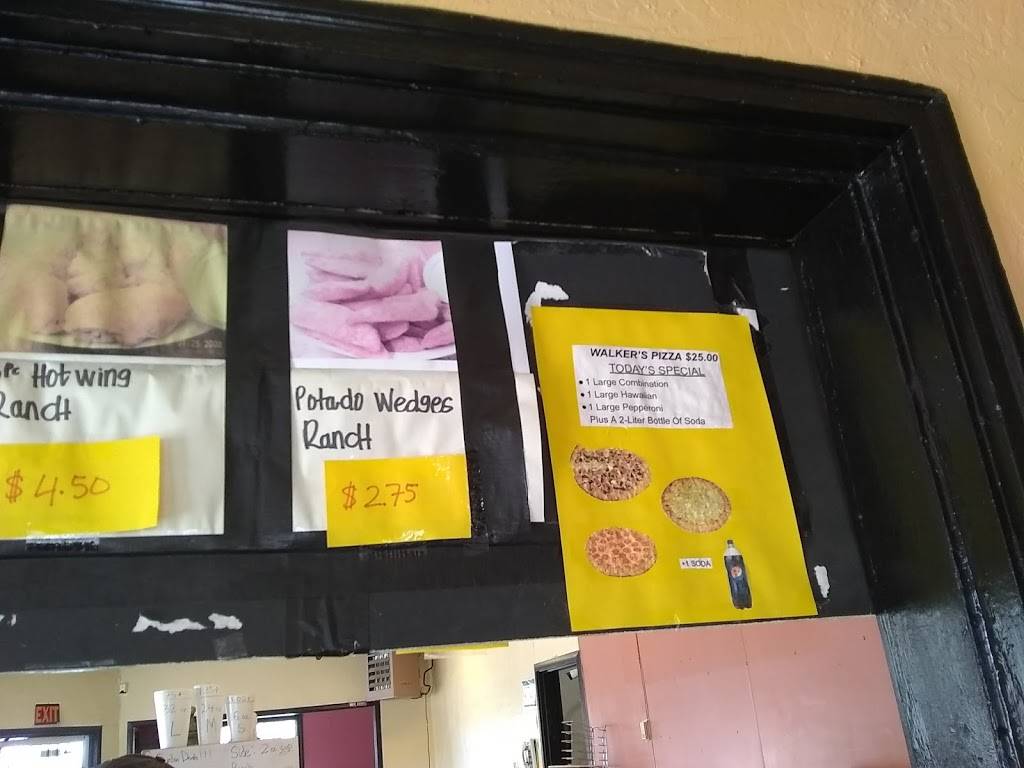 Pc Hotwing
Ranch
$ 4.50
Potado Wedges
Ranch
$ 2.75
WALKER'S PIZZA $25.00
TODAY'S SPECIAL
• 1 Large Combination
• 1 Large Hawaiian
• 1 Large Pepperoni
Plus A 2-Liter Bottle Of Soda
+1 SODA
EXIT
L
M
S